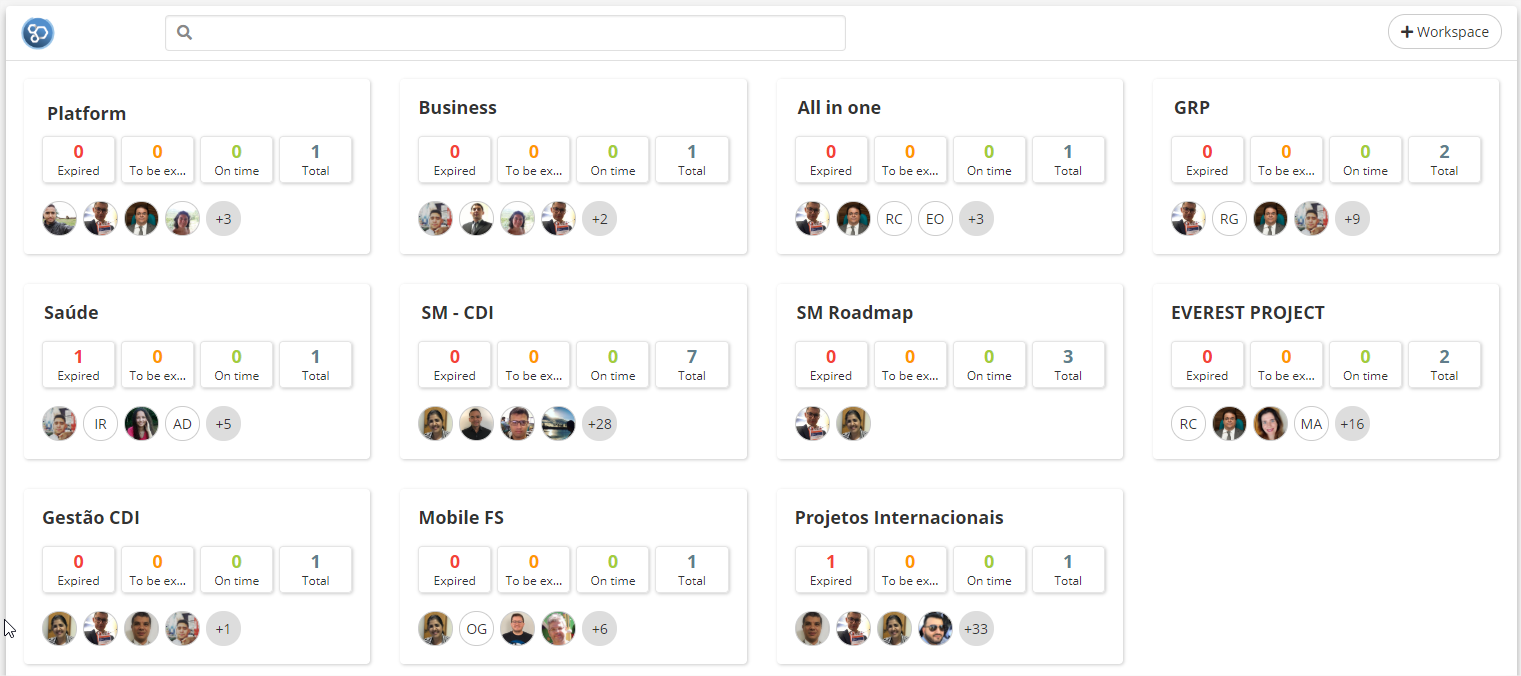 + Workspace
Platform
0 0 0 1
Expired To be ex... On time Total
+3
Business
0 0 0 1
Expired To be ex... On time Total
+2
All in one
0 0 0 1
Expired To be ex... On time Total
RC EO +3
GRP
0 0 0 2
Expired To be ex... On time Total
RG +9
Saúde
1 0 0 1
Expired To be ex... On time Total
IR AD +5
SM - CDI
0 0 0 7
Expired To be ex... On time Total
+28
SM Roadmap
0 0 0 3
Expired To be ex... On time Total
EVEREST PROJECT
0 0 0 2
Expired To be ex... On time Total
RC MA +16
Gestão CDI
0 0 0 1
Expired To be ex... On time Total
+1
Mobile FS
0 0 0 1
Expired To be ex... On time Total
OG +6
Projetos Internacionais
1 0 0 1
Expired To be ex... On time Total
+33